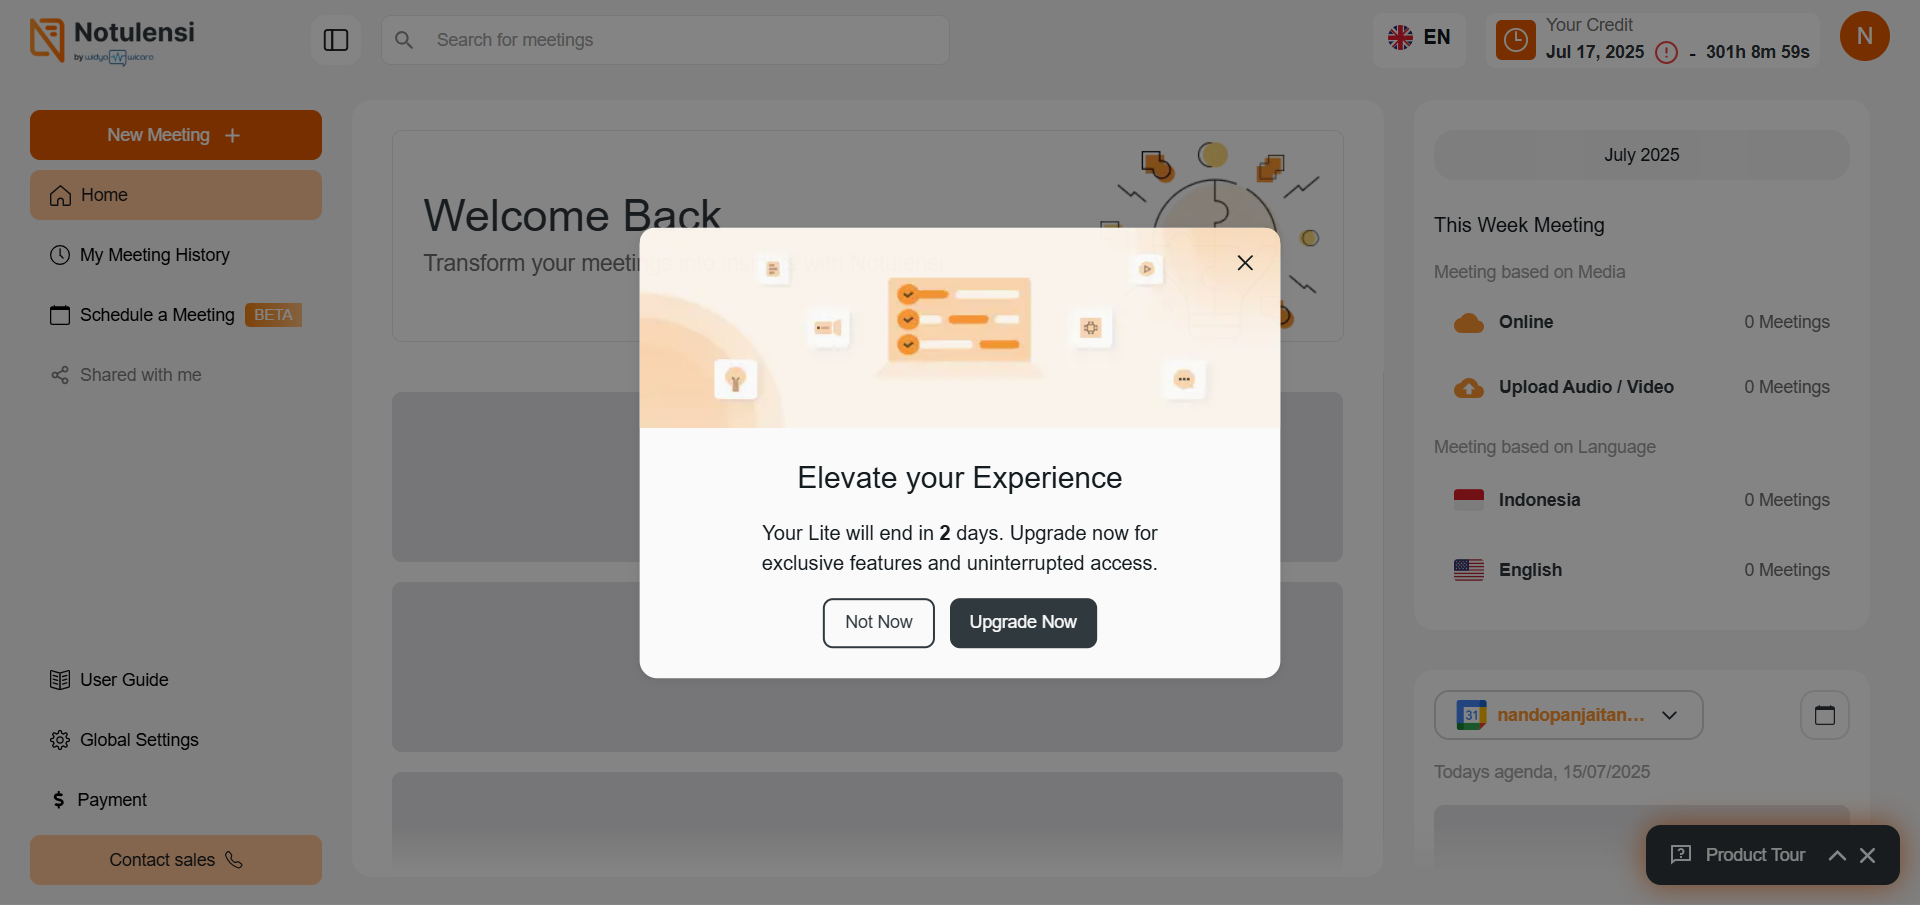 Notulensi
by widya wicara
Search for meetings
EN
Your Credit
Jul 17, 2025 - 301h 8m 59s
N
New Meeting +
Home
My Meeting History
Schedule a Meeting BETA
Shared with me
User Guide
Global Settings
Payment
Contact sales
Welcome Back
Transform your meeting into insights with Notulensi
Elevate your Experience
Your Lite will end in 2 days. Upgrade now for
exclusive features and uninterrupted access.
Not Now
Upgrade Now
July 2025
This Week Meeting
Meeting based on Media
Online 0 Meetings
Upload Audio / Video 0 Meetings
Meeting based on Language
Indonesia 0 Meetings
English 0 Meetings
31 nandopanjaitan...
Todays agenda, 15/07/2025
Product Tour